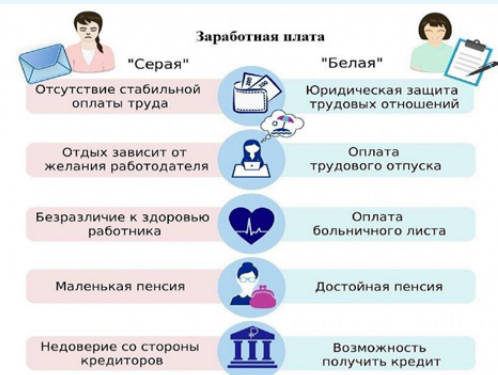 Заработная плата
"Серая"
"Белая"
Отсутствие стабильной
оплаты труда
Юридическая защита
трудовых отношений
Отдых зависит от
желания работодателя
Оплата
трудового отпуска
Безразличие к здоровью
работника
Оплата
больничного листа
Маленькая пенсия
Достойная пенсия
Недоверие со стороны
кредиторов
Возможность
получить кредит